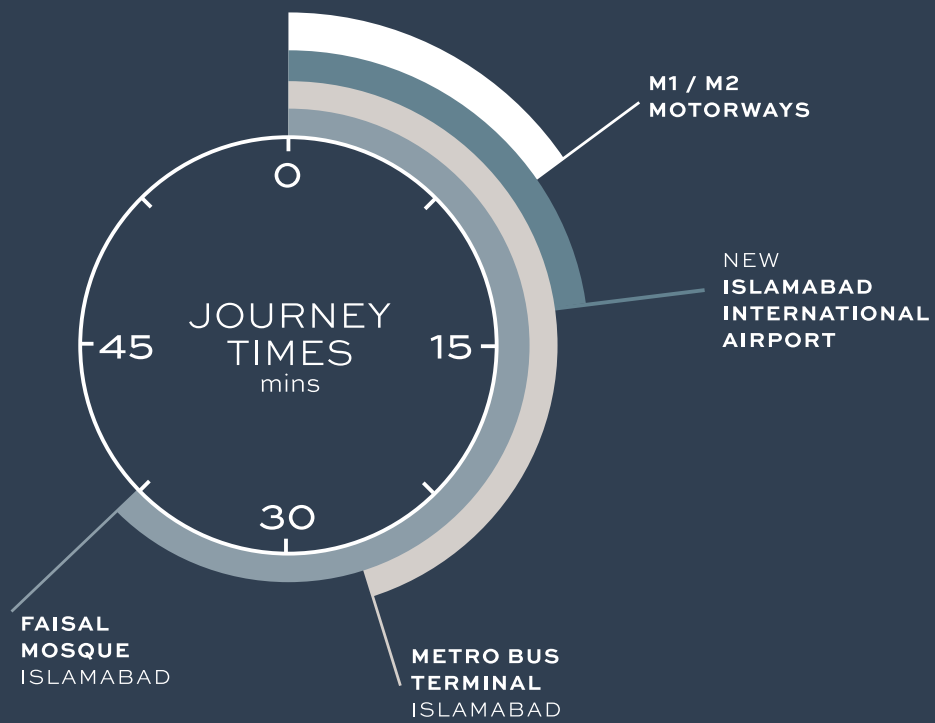 M1 / M2
MOTORWAYS
0
NEW
ISLAMABAD
INTERNATIONAL
AIRPORT
JOURNEY
TIMES
mins
45
15
30
FAISAL
MOSQUE
ISLAMABAD
METRO BUS
TERMINAL
ISLAMABAD